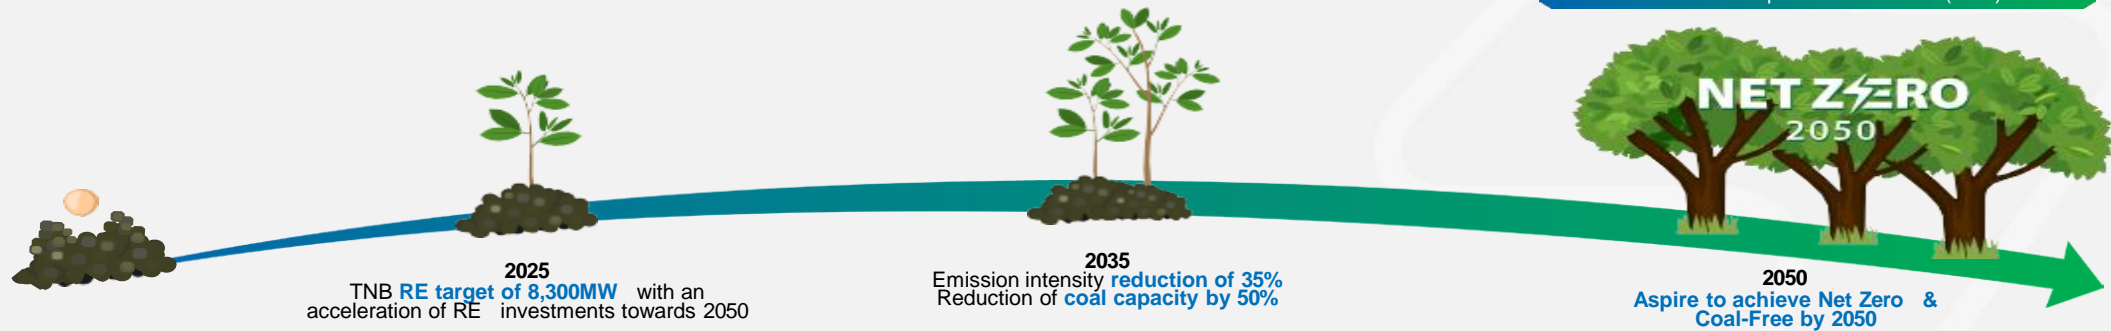 NET ZERO
2050
2025
TNB RE target of 8,300MW with an
acceleration of RE investments towards 2050
2035
Emission intensity reduction of 35%
Reduction of coal capacity by 50%
2050
Aspire to achieve Net Zero &
Coal-Free by 2050